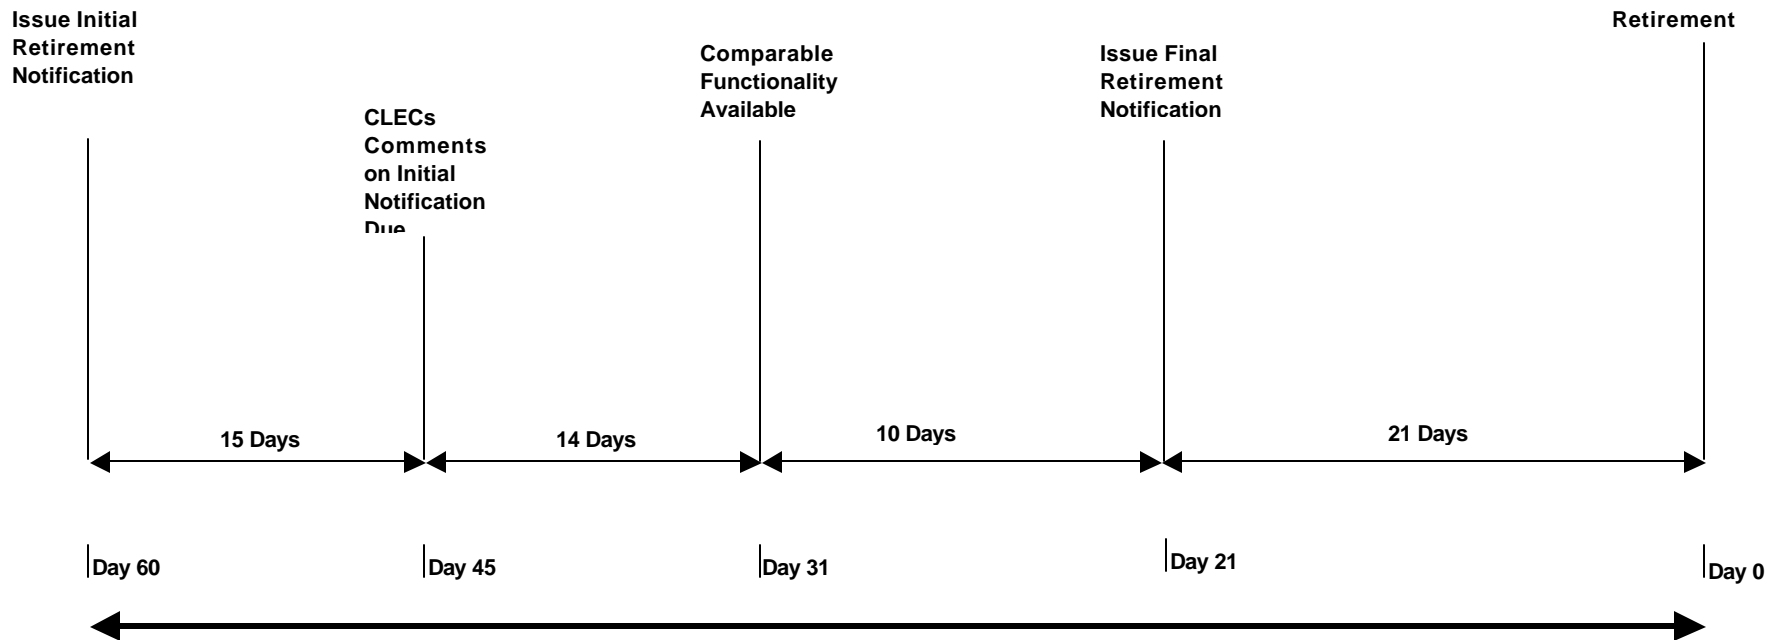 Issue Initial
Retirement
Notification
CLECs
Comments
on Initial
Notification
Due
Comparable
Functionality
Available
Issue Final
Retirement
Notification
Retirement
15 Days
14 Days
10 Days
21 Days
Day 60
Day 45
Day 31
Day 21
Day 0